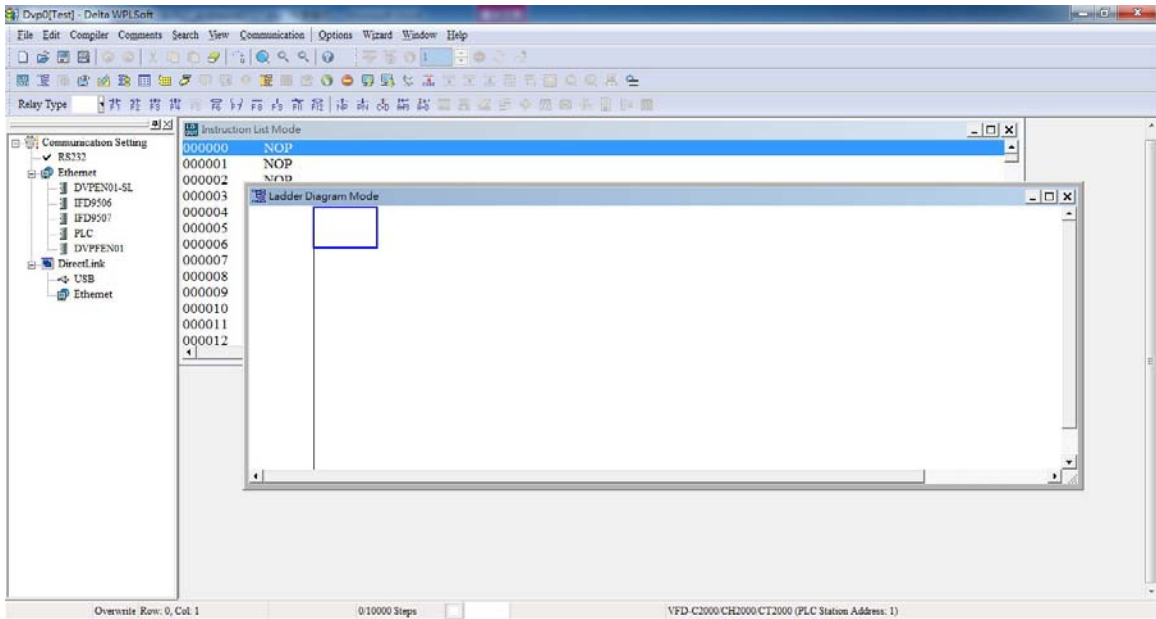 Dvp0[Test] - Delta WPLSoft
File Edit Compiler Comments Search View Communication Options Wizard Window Help
1
Relay Type
Communication Setting
RS232
Ethernet
DVPEN01-SL
IFD9506
IFD9507
PLC
DVPFEN01
DirectLink
USB
Ethernet
Instruction List Mode
000000 NOP
000001 NOP
000002 NOP
000003
000004
000005
000006
000007
000008
000009
000010
000011
000012
Ladder Diagram Mode
Overwrite Row: 0, Col: 1 0/10000 Steps VFD-C2000/CH2000/CT2000 (PLC Station Address: 1)